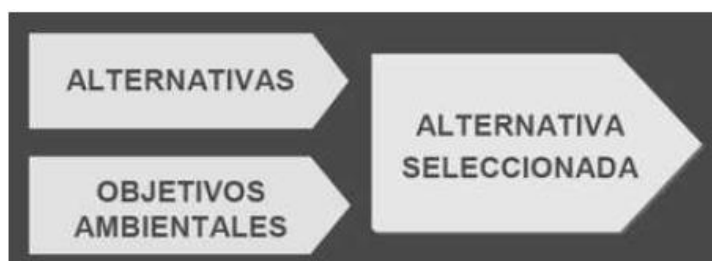 ALTERNATIVAS
OBJETIVOS
AMBIENTALES
ALTERNATIVA
SELECCIONADA